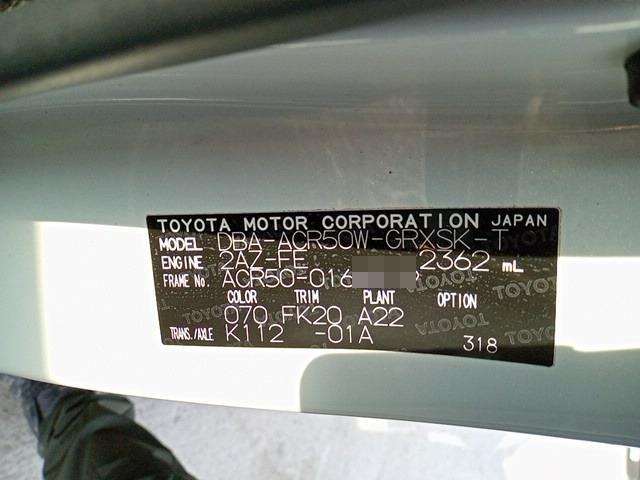 TOYOTA MOTOR CORPORATION JAPAN
MODEL DBA-ACR50W-GRXSK-T
ENGINE 2AZ-FE 2362 mL
FRAME No. ACR50-016
COLOR TRIM PLANT OPTION
070 FK20 A22
TRANS./AXLE K112 -01A
318